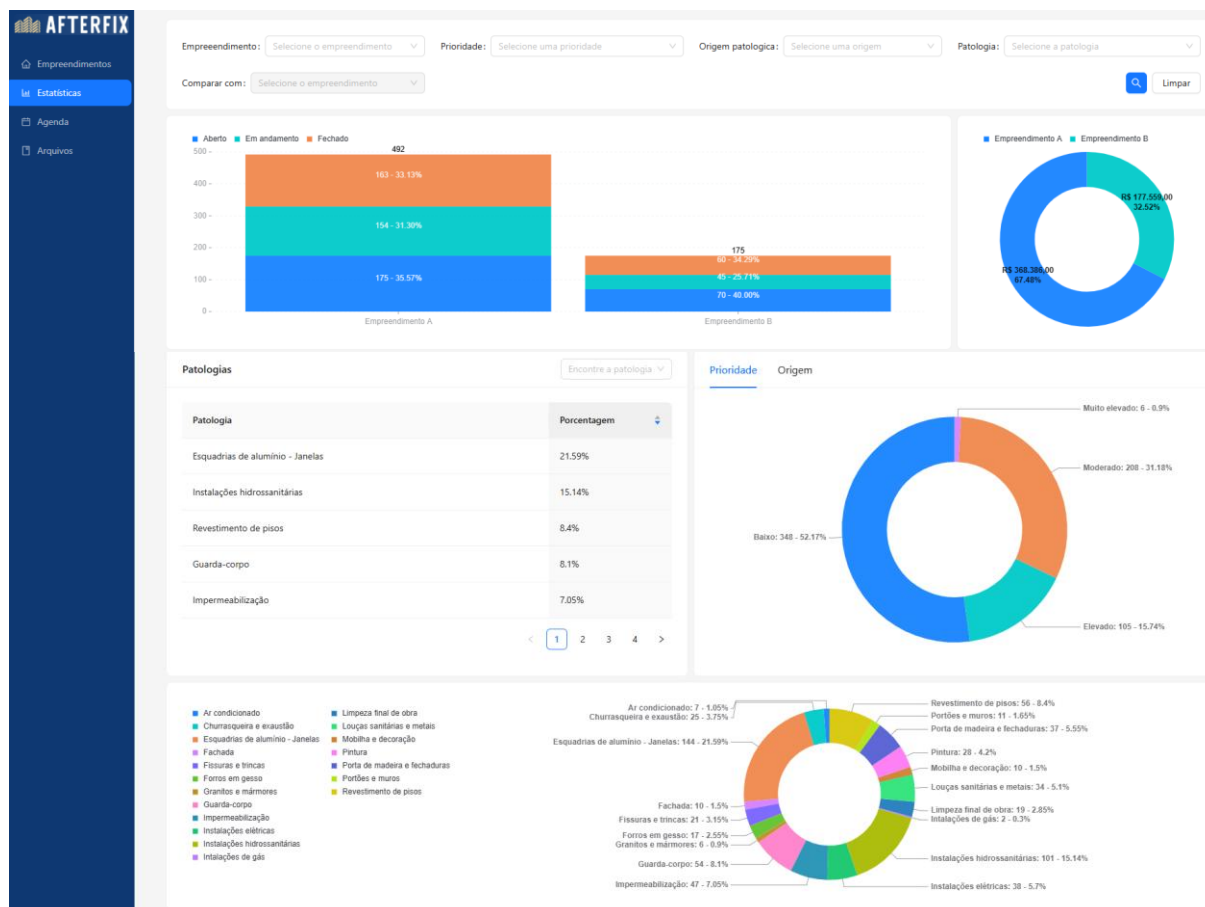 AFTERFIX
Empreendimentos
Estatísticas
Agenda
Arquivos
Empreeendimento: Selecione o empreendimento Prioridade: Selecione uma prioridade Origem patologica: Selecione uma origem Patologia: Selecione a patologia
Comparar com: Selecione o empreendimento Limpar
Aberto Em andamento Fechado
492
500
400
300
200
100
0
163 - 33.13%
154 - 31.30%
175 - 35.57%
175
60 - 34.29%
45 - 25.71%
70 - 40.00%
Empreendimento A Empreendimento B
Empreendimento A Empreendimento B
R$ 177.559,00
32.52%
R$ 368.386,00
67.48%
Patologias Encontre a patologia
Patologia Porcentagem
Esquadrias de alumínio - Janelas 21.59%
Instalações hidrossanitárias 15.14%
Revestimento de pisos 8.4%
Guarda-corpo 8.1%
Impermeabilização 7.05%
< 1 2 3 4 >
Prioridade Origem
Muito elevado: 6 - 0.9%
Moderado: 208 - 31.18%
Baixo: 348 - 52.17%
Elevado: 105 - 15.74%
Ar condicionado
Churrasqueira e exaustão
Esquadrias de alumínio - Janelas
Fachada
Fissuras e trincas
Forros em gesso
Granitos e mármores
Guarda-corpo
Impermeabilização
Instalações elétricas
Instalações hidrossanitárias
Intalações de gás
Limpeza final de obra
Louças sanitárias e metais
Mobilha e decoração
Pintura
Porta de madeira e fechaduras
Portões e muros
Revestimento de pisos
Ar condicionado: 7 - 1.05%
Churrasqueira e exaustão: 25 - 3.75%
Esquadrias de alumínio - Janelas: 144 - 21.59%
Fachada: 10 - 1.5%
Fissuras e trincas: 21 - 3.15%
Forros em gesso: 17 - 2.55%
Granitos e mármores: 6 - 0.9%
Guarda-corpo: 54 - 8.1%
Impermeabilização: 47 - 7.05%
Revestimento de pisos: 56 - 8.4%
Portões e muros: 11 - 1.65%
Porta de madeira e fechaduras: 37 - 5.55%
Pintura: 28 - 4.2%
Mobilha e decoração: 10 - 1.5%
Louças sanitárias e metais: 34 - 5.1%
Limpeza final de obra: 19 - 2.85%
Intalações de gás: 2 - 0.3%
Instalações hidrossanitárias: 101 - 15.14%
Instalações elétricas: 38 - 5.7%